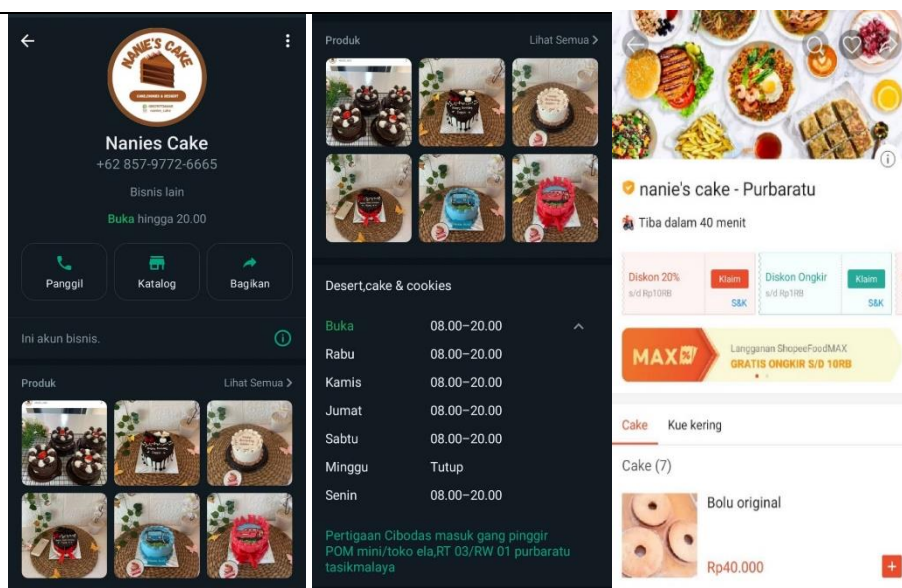 NANIE'S CAKE
Nanies Cake
+62 857-9772-6665
Bisnis lain
Buka hingga 20.00
Panggil
Katalog
Bagikan
Ini akun bisnis.
Produk
Lihat Semua >
Produk
Lihat Semua >
Desert,cake & cookies
Buka 08.00–20.00
Rabu 08.00–20.00
Kamis 08.00–20.00
Jumat 08.00–20.00
Sabtu 08.00–20.00
Minggu Tutup
Senin 08.00–20.00
Pertigaan Cibodas masuk gang pinggir
POM mini/toko ela,RT 03/RW 01 purbaratu
tasikmalaya
nanie's cake - Purbaratu
Tiba dalam 40 menit
Diskon 20%
s/d Rp10RB
Klaim
S&K
Diskon Ongkir
s/d Rp1RB
Klaim
S&K
MAX
Langganan ShopeeFoodMAX
GRATIS ONGKIR S/D 10RB
Cake Kue kering
Cake (7)
Bolu original
Rp40.000